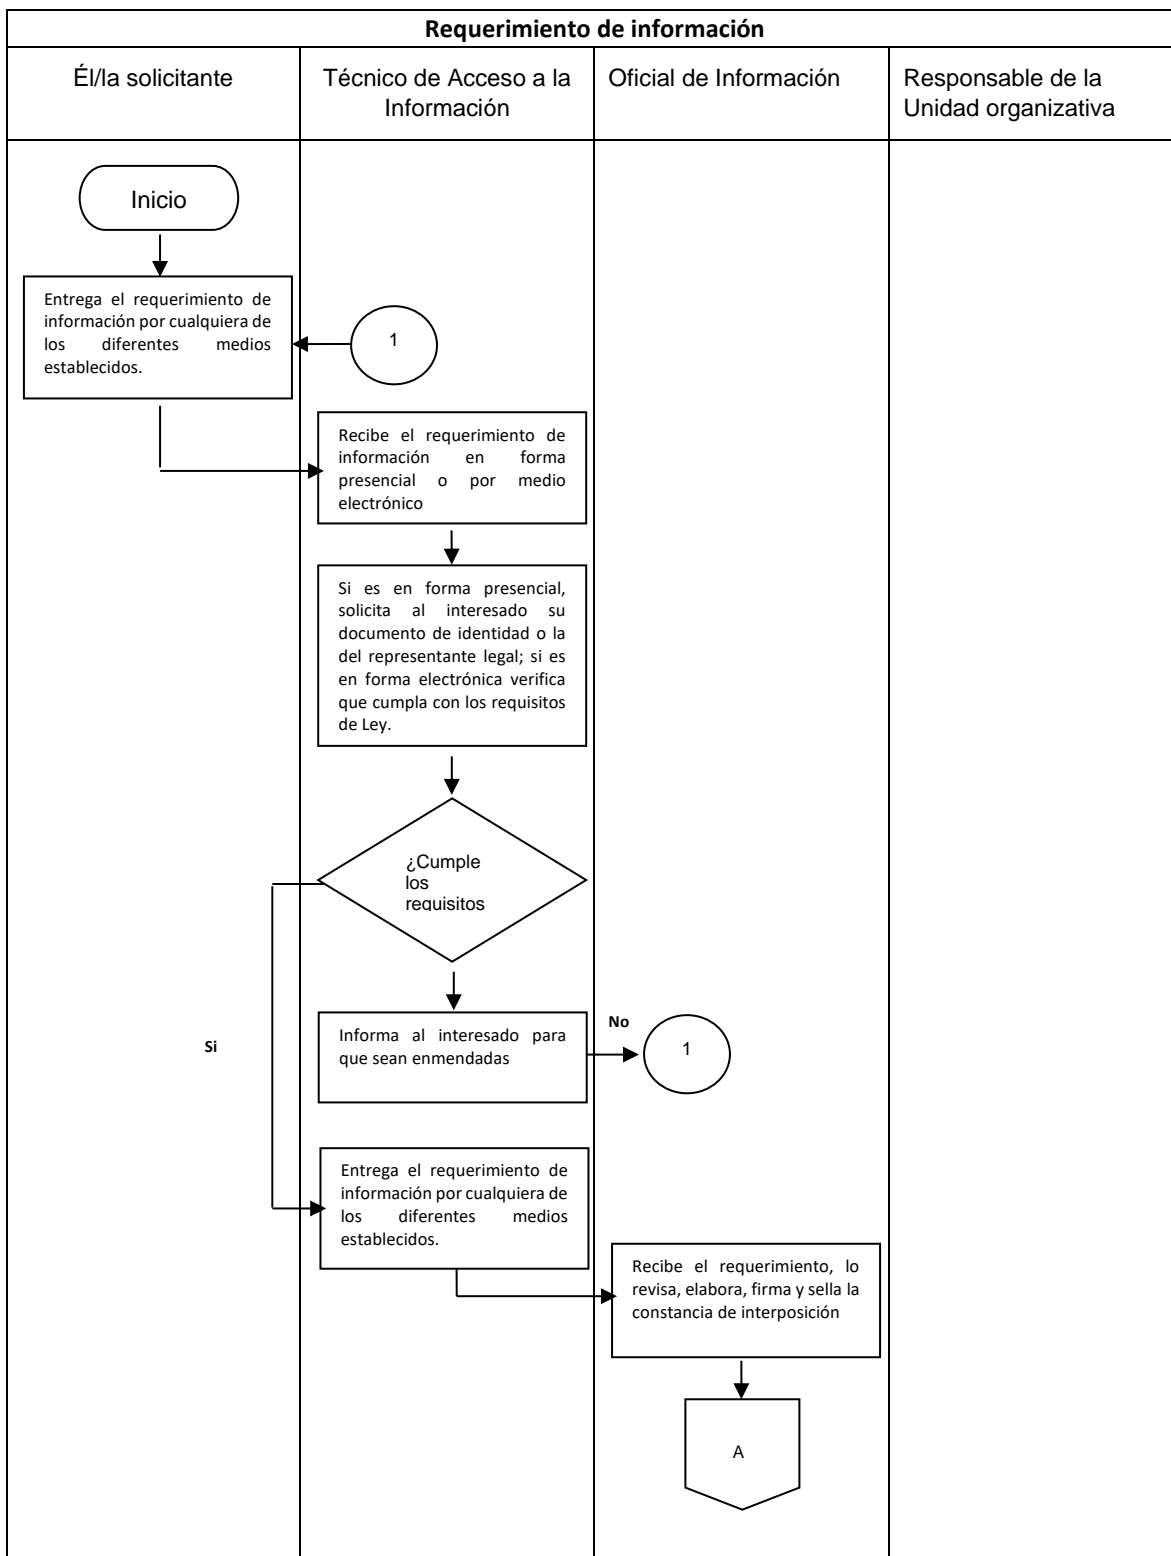 Requerimiento de información
Él/la solicitante
Técnico de Acceso a la
Información
Oficial de Información
Responsable de la
Unidad organizativa
Inicio
Entrega el requerimiento de
información por cualquiera de
los diferentes medios
establecidos.
1
Recibe el requerimiento de
información en forma
presencial o por medio
electrónico
Si es en forma presencial,
solicita al interesado su
documento de identidad o la
del representante legal; si es
en forma electrónica verifica
que cumpla con los requisitos
de Ley.
¿Cumple
los
requisitos
Si
Informa al interesado para
que sean enmendadas
No
1
Entrega el requerimiento de
información por cualquiera de
los diferentes medios
establecidos.
Recibe el requerimiento, lo
revisa, elabora, firma y sella la
constancia de interposición
A